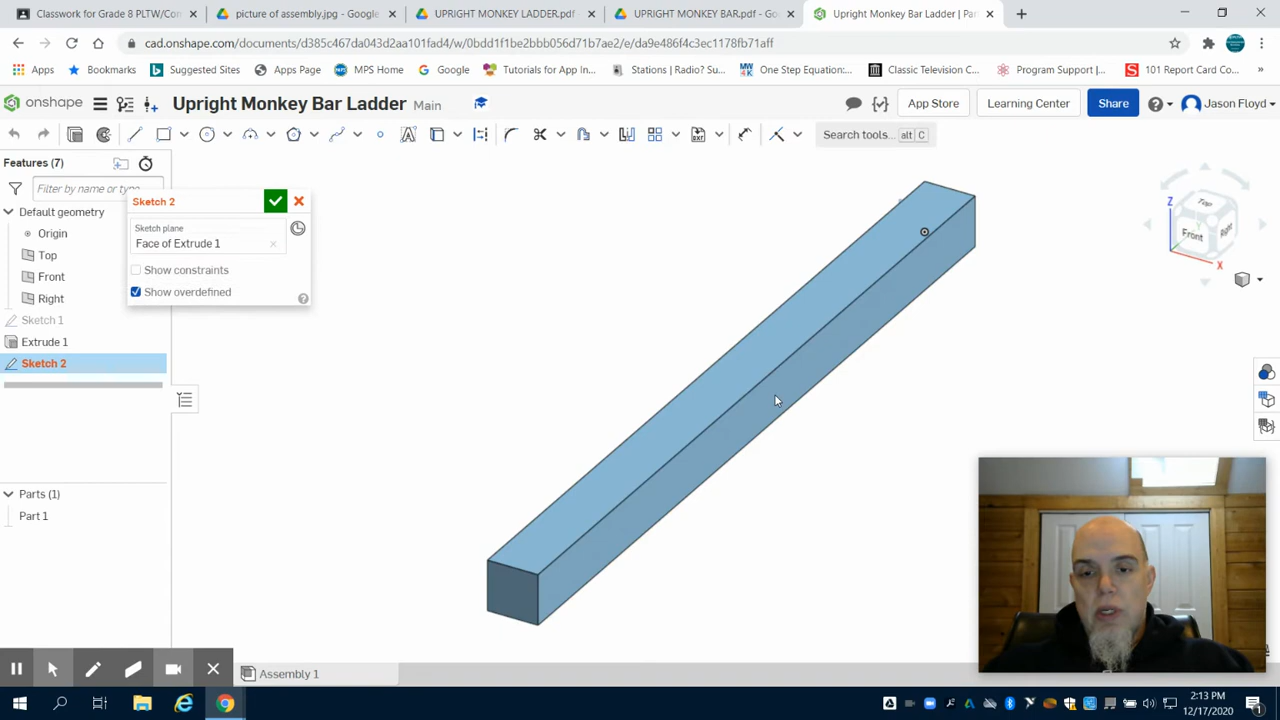 Classwork for Grade 8 PLTW/Con
picture of assembly.jpg - Google
UPRIGHT MONKEY LADDER.pdf
UPRIGHT MONKEY BAR.pdf - Goo
Upright Monkey Bar Ladder | Part
cad.onshape.com/documents/d385c467da043d2aa101fad4/w/0bdd1f1be2bbb056d71b7ae2/e/da9e486f4c3ec1178fb71aff
Apps
Bookmarks
Suggested Sites
Apps Page
MPS Home
Google
Tutorials for App In...
Stations | Radio? Su...
One Step Equation:...
Classic Television C...
Program Support |...
101 Report Card Co...
onshape
Upright Monkey Bar Ladder
Main
App Store
Learning Center
Share
Jason Floyd
Search tools...
alt
C
Features (7)
Filter by name or type...
Default geometry
Origin
Top
Front
Right
Sketch 1
Extrude 1
Sketch 2
Sketch 2
Sketch plane
Face of Extrude 1
Show constraints
Show overdefined
Top
Front
Right
Z
X
Parts (1)
Part 1
Assembly 1
2:13 PM
12/17/2020
1